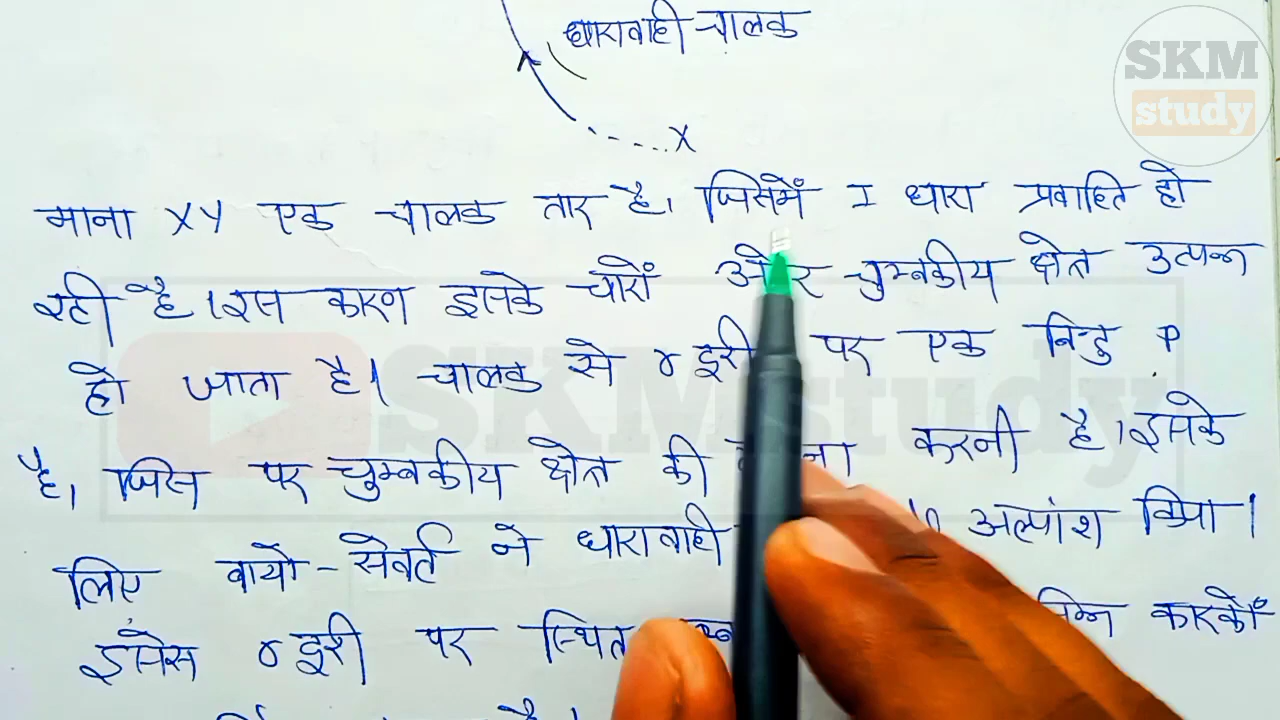 धारावाही चालक
SKM
study
X
माना XY एक चालक तार है, जिसमें I धारा प्रवाहित हो
रही है। इस कारण इसके चारों ओर चुम्बकीय क्षेत्र उत्पन्न
हो जाता है। चालक से r दूरी पर एक बिन्दु P
है, जिस पर चुम्बकीय क्षेत्र की करनी है। इसके
लिए बायो-सेवर्ट ने धारावाही अल्पांश लिया।
इससे r दूरी पर स्थित कारकों
SKMstudy